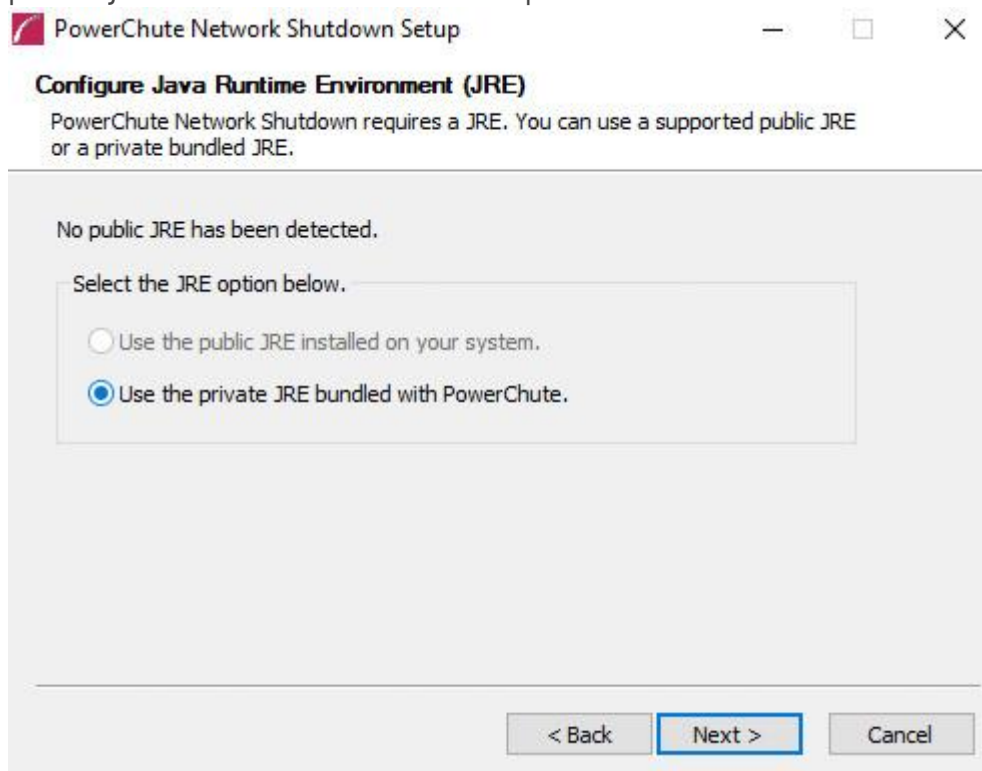 PowerChute Network Shutdown Setup
Configure Java Runtime Environment (JRE)
PowerChute Network Shutdown requires a JRE. You can use a supported public JRE
or a private bundled JRE.
No public JRE has been detected.
Select the JRE option below.
Use the public JRE installed on your system.
Use the private JRE bundled with PowerChute.
< Back
Next >
Cancel